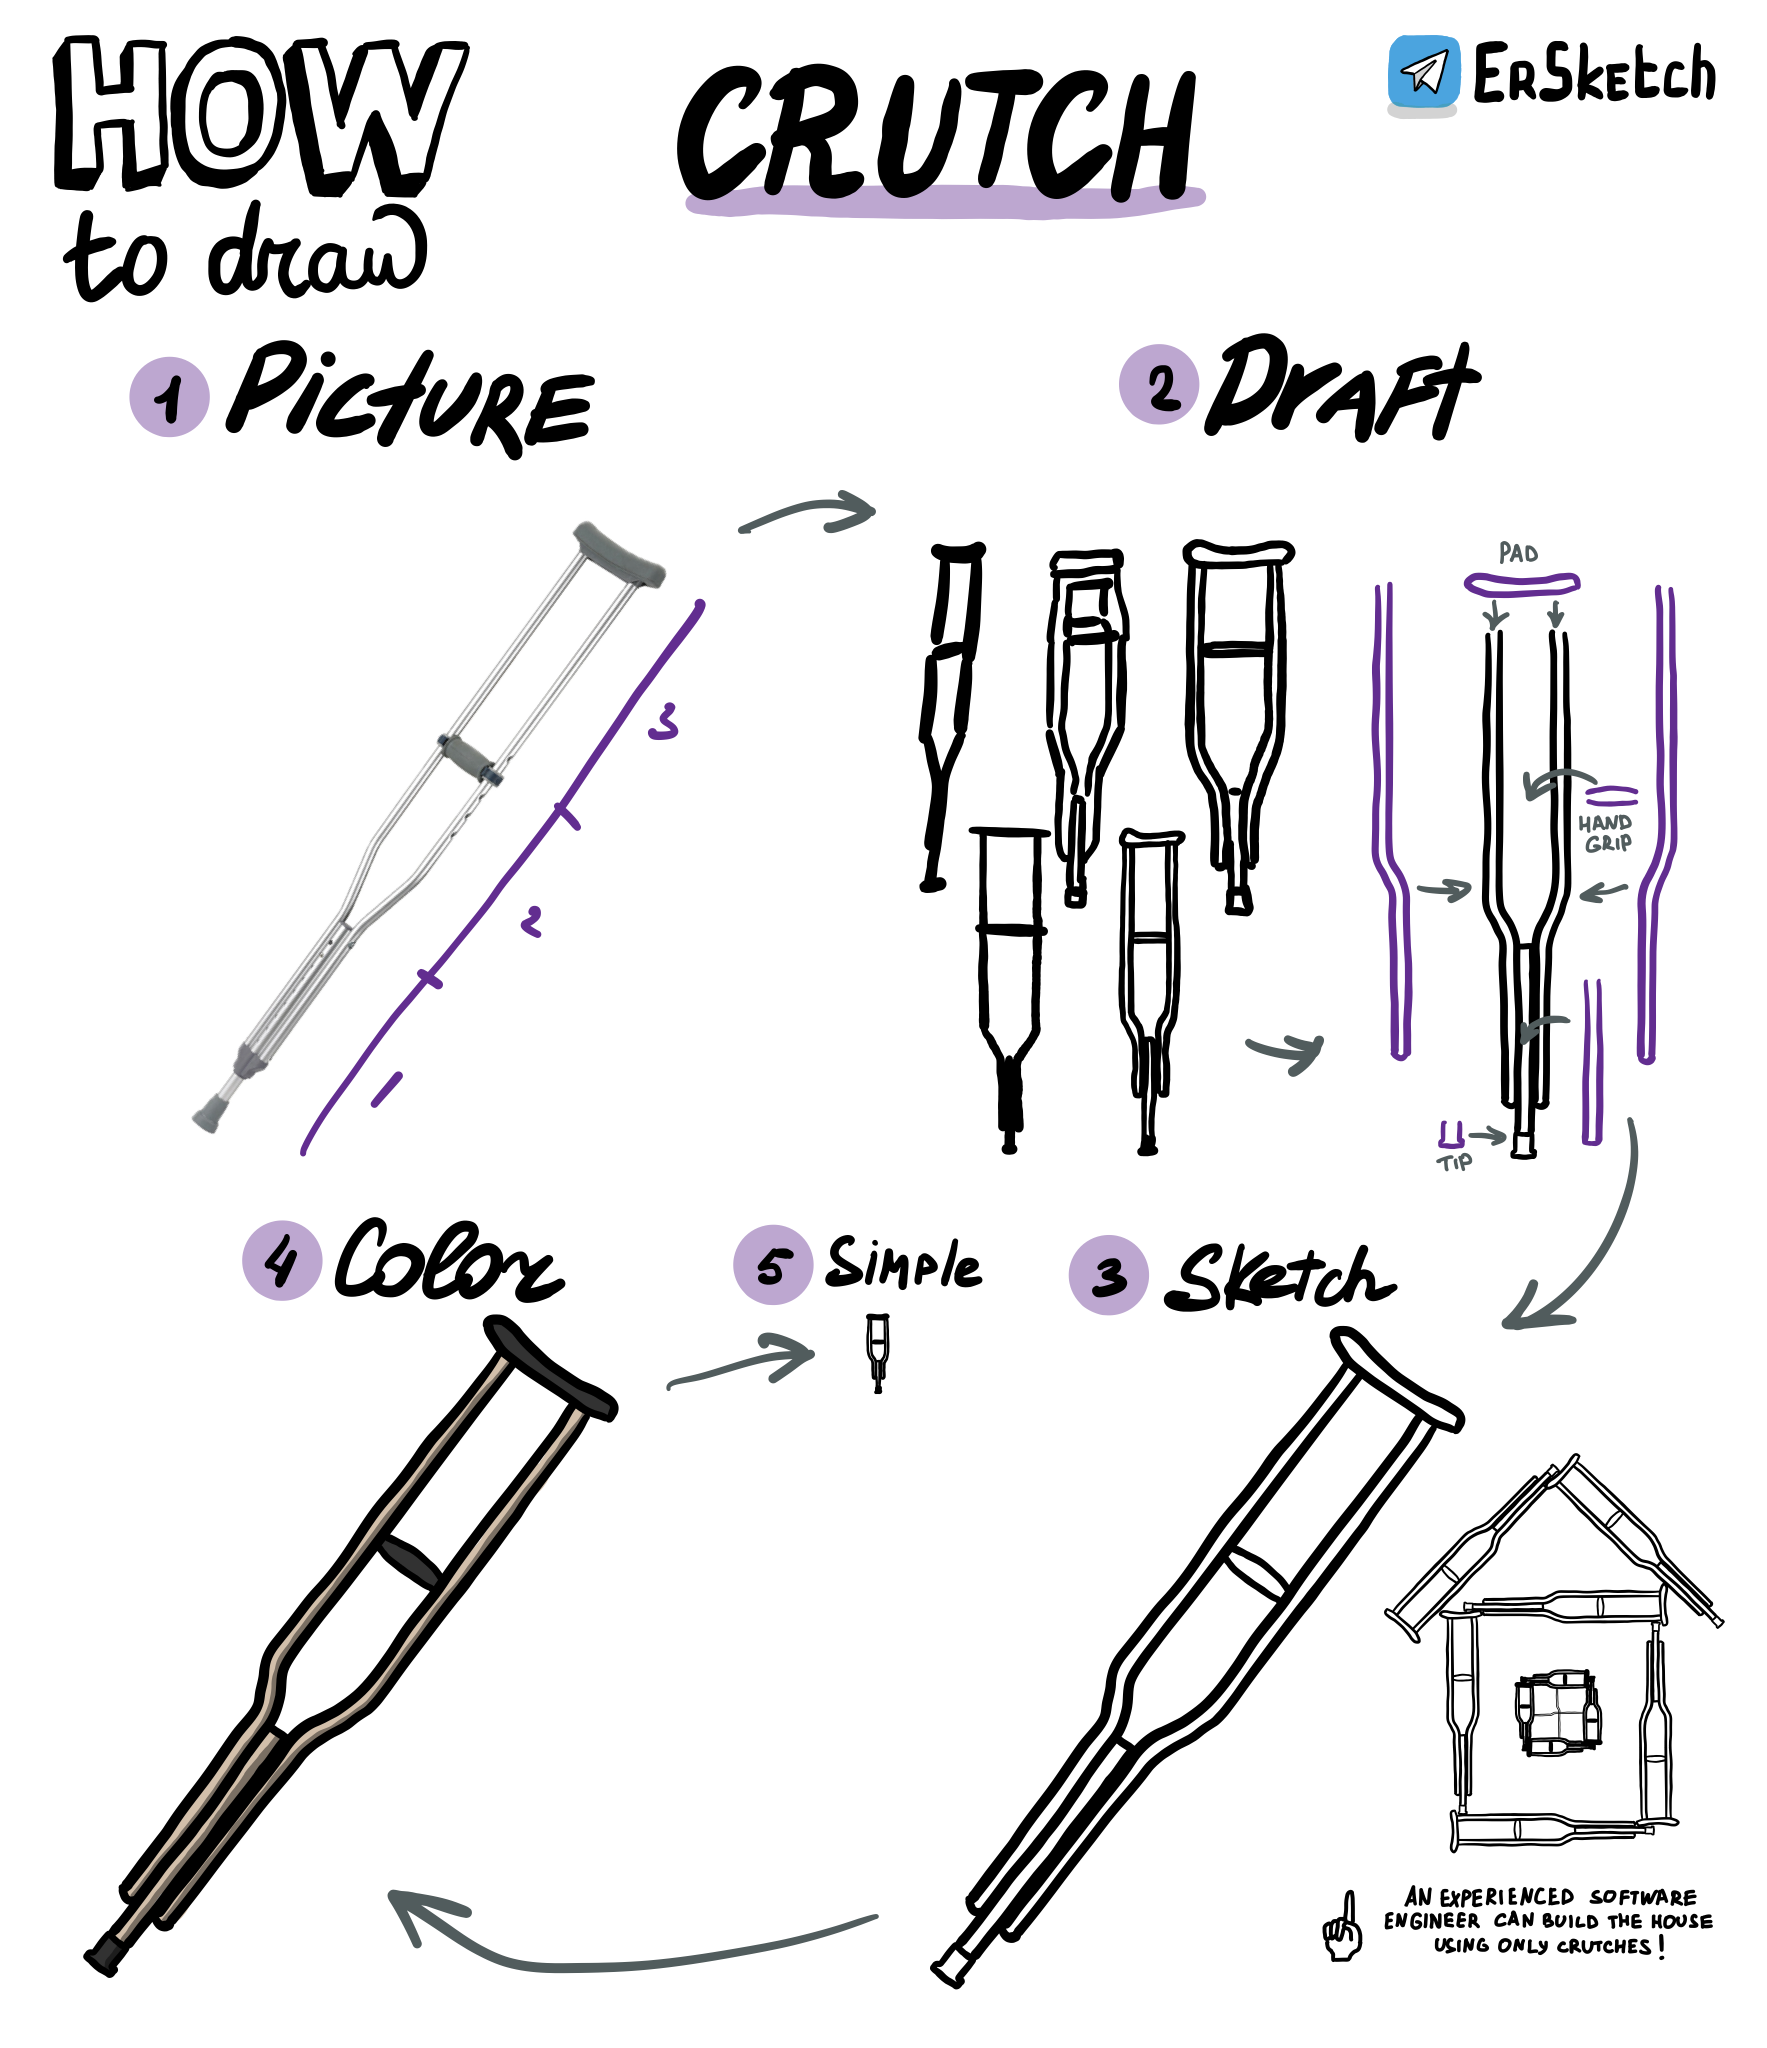 HOW
to draw
CRUTCH
ErSketch
1 Picture
2 Draft
3
2
1
PAD
HAND
GRIP
TIP
4 Color
5 Simple
3 Sketch
AN EXPERIENCED SOFTWARE
ENGINEER CAN BUILD THE HOUSE
USING ONLY CRUTCHES!